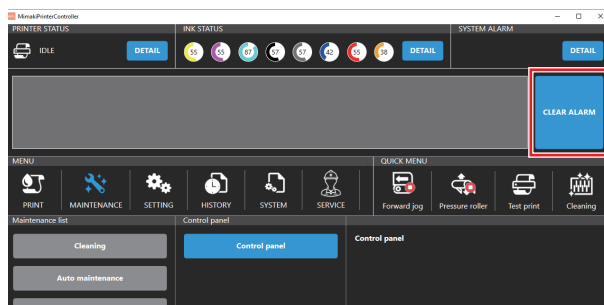 MimakiPrinterController
PRINTER STATUS
INK STATUS
SYSTEM ALARM
IDLE
DETAIL
55
55
87
57
57
42
55
38
DETAIL
DETAIL
CLEAR ALARM
MENU
QUICK MENU
PRINT
MAINTENANCE
SETTING
HISTORY
SYSTEM
SERVICE
Forward jog
Pressure roller
Test print
Cleaning
Maintenance list
Control panel
Cleaning
Control panel
Control panel
Auto maintenance